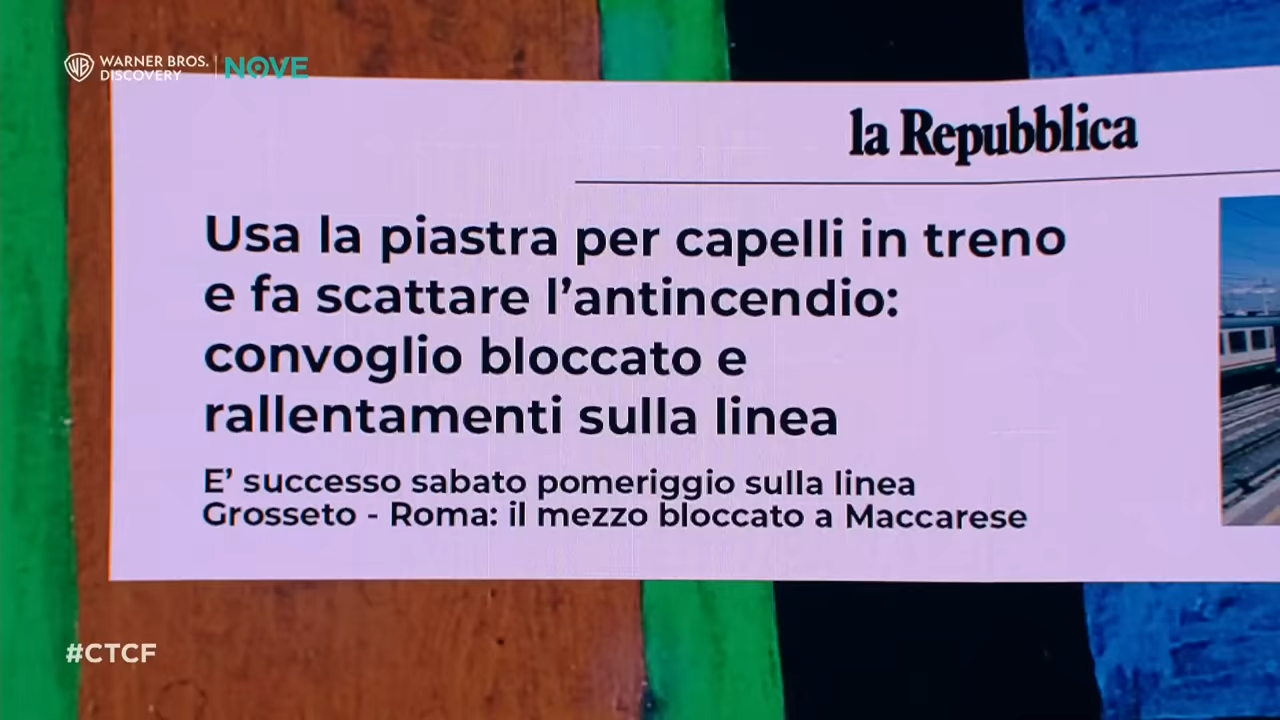 WARNER BROS.
DISCOVERY
NOVE
la Repubblica
Usa la piastra per capelli in treno
e fa scattare l’antincendio:
convoglio bloccato e
rallentamenti sulla linea
E’ successo sabato pomeriggio sulla linea
Grosseto - Roma: il mezzo bloccato a Maccarese
#CTCF